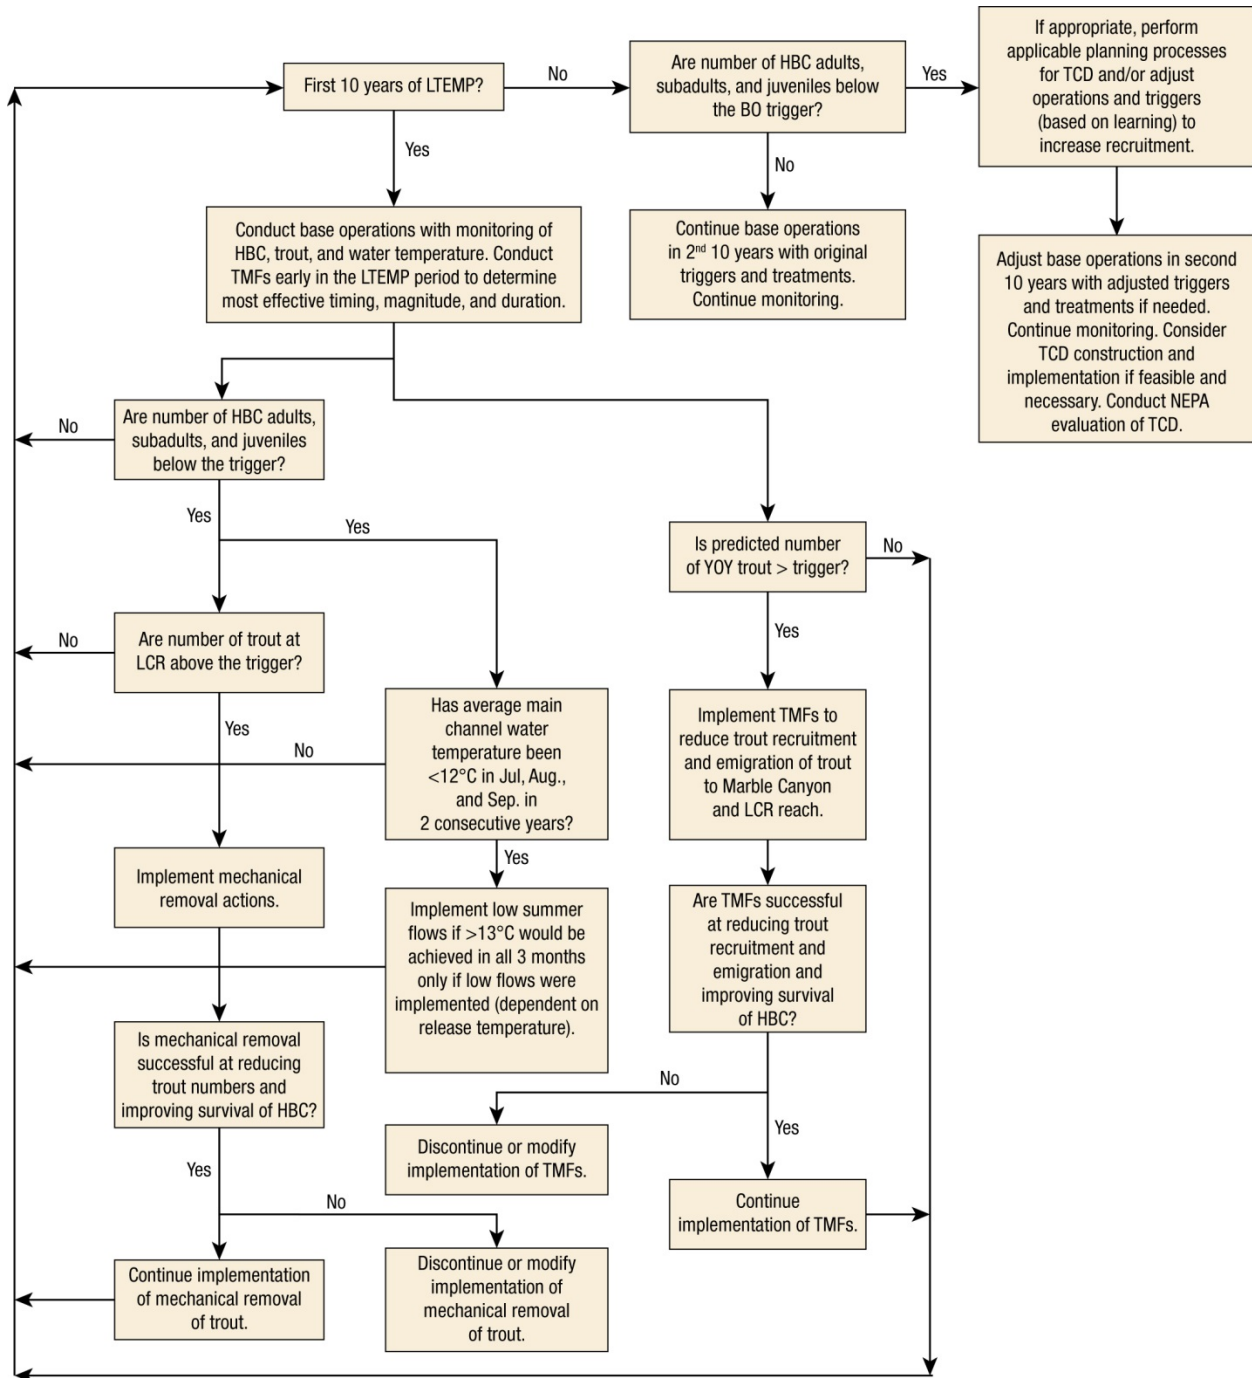 First 10 years of LTEMP?
No
Are number of HBC adults,
subadults, and juveniles below
the BO trigger?
Yes
If appropriate, perform
applicable planning processes
for TCD and/or adjust
operations and triggers
(based on learning) to
increase recruitment.
Yes
No
Conduct base operations with monitoring of
HBC, trout, and water temperature. Conduct
TMFs early in the LTEMP period to determine
most effective timing, magnitude, and duration.
Continue base operations
in 2nd 10 years with original
triggers and treatments.
Continue monitoring.
Adjust base operations in second
10 years with adjusted triggers
and treatments if needed.
Continue monitoring. Consider
TCD construction and
implementation if feasible and
necessary. Conduct NEPA
evaluation of TCD.
No
Are number of HBC adults,
subadults, and juveniles
below the trigger?
Yes
Yes
Is predicted number
of YOY trout > trigger?
No
No
Are number of trout at
LCR above the trigger?
Yes
Yes
No
Has average main
channel water
temperature been
<12°C in Jul, Aug.,
and Sep. in
2 consecutive years?
Implement TMFs to
reduce trout recruitment
and emigration of trout
to Marble Canyon
and LCR reach.
Yes
Implement mechanical
removal actions.
Implement low summer
flows if >13°C would be
achieved in all 3 months
only if low flows were
implemented (dependent on
release temperature).
Are TMFs successful
at reducing trout
recruitment and
emigration and
improving survival
of HBC?
Is mechanical removal
successful at reducing
trout numbers and
improving survival of HBC?
No
Yes
Discontinue or modify
implementation of TMFs.
Yes
No
Continue
implementation of TMFs.
Continue implementation
of mechanical removal
of trout.
Discontinue or modify
implementation of
mechanical removal
of trout.